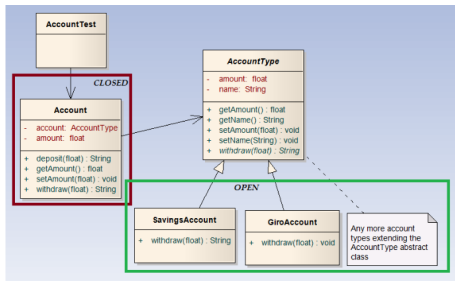 AccountTest
CLOSED
Account
- account: AccountType
- amount: float
+ deposit(float) : String
+ getAmount() : float
+ setAmount(float) : void
+ withdraw(float) : String
AccountType
- amount: float
- name: String
+ getAmount() : float
+ getName() : String
+ setAmount(float) : void
+ setName(String) : void
+ withdraw(float) : String
OPEN
SavingsAccount
+ withdraw(float) : String
GiroAccount
+ withdraw(float) : void
Any more account
types extending the
AccountType abstract
class